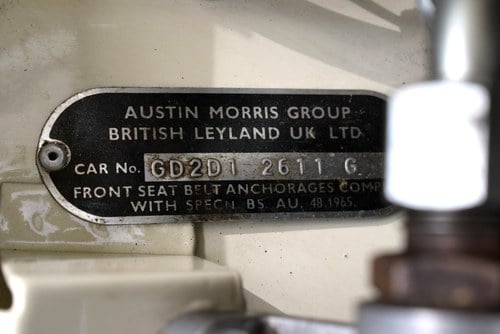 AUSTIN MORRIS GROUP
BRITISH LEYLAND UK LTD
CAR No. GD2D1 2611 G
FRONT SEAT BELT ANCHORAGES COMP
WITH SPECN. BS. AU. 48.1965.